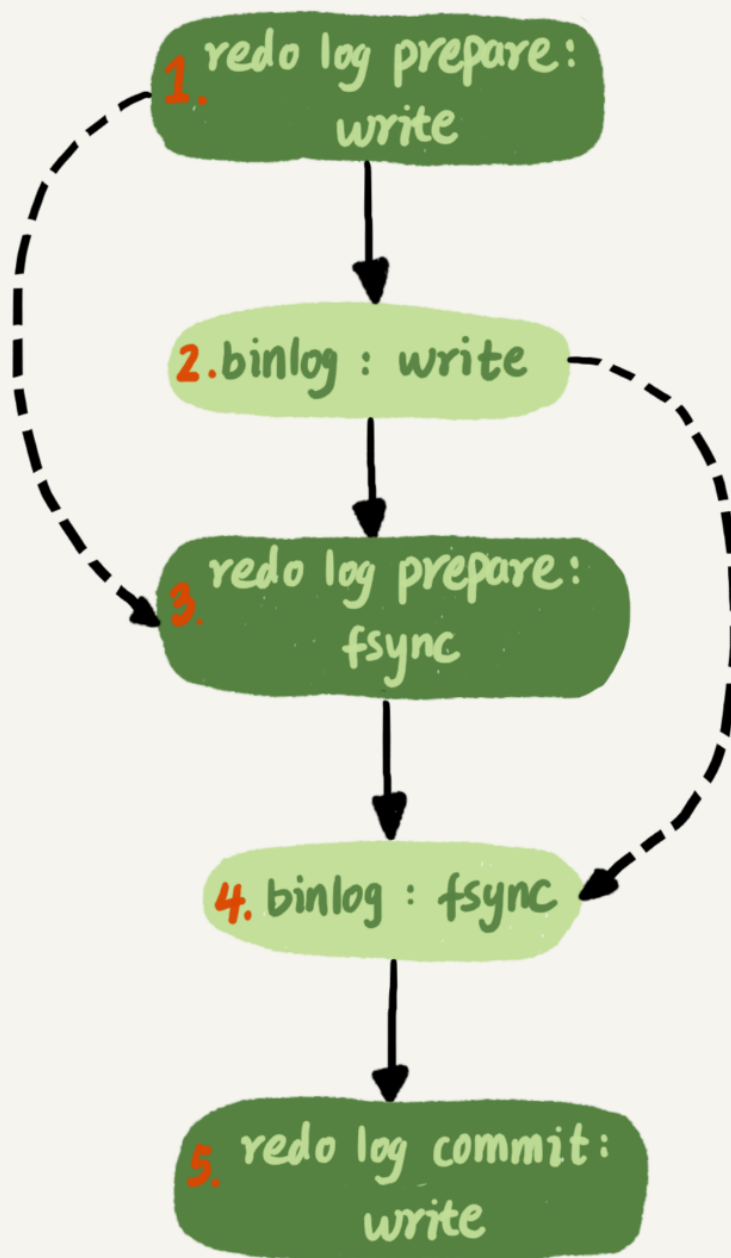 1. redo log prepare:
write
2. binlog : write
3. redo log prepare:
fsync
4. binlog : fsync
5. redo log commit:
write